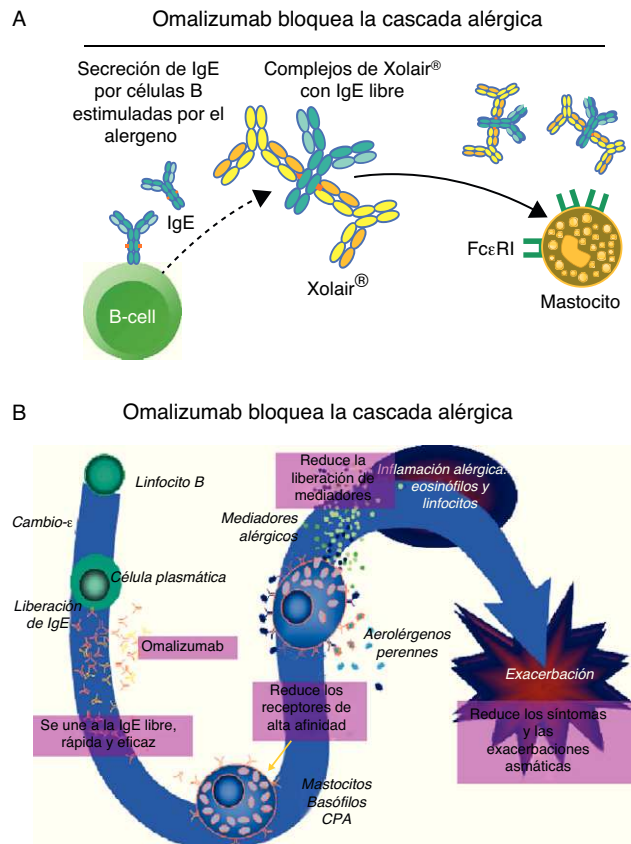 A
Omalizumab bloquea la cascada alérgica
Secreción de IgE
por células B
estimuladas por el
alergeno
Complejos de Xolair®
con IgE libre
IgE
B-cell
Xolair®
FcεRI
Mastocito
B
Omalizumab bloquea la cascada alérgica
Linfocito B
Cambio-ε
Célula plasmática
Liberación
de IgE
Omalizumab
Se une a la IgE libre,
rápida y eficaz
Mastocitos
Basófilos
CPA
Reduce los
receptores de
alta afinidad
Aerolérgenos
perennes
Mediadores
alérgicos
Reduce la
liberación de
mediadores
Inflamación alérgica:
eosinófilos y
linfocitos
Exacerbación
Reduce los síntomas
y las
exacerbaciones
asmáticas